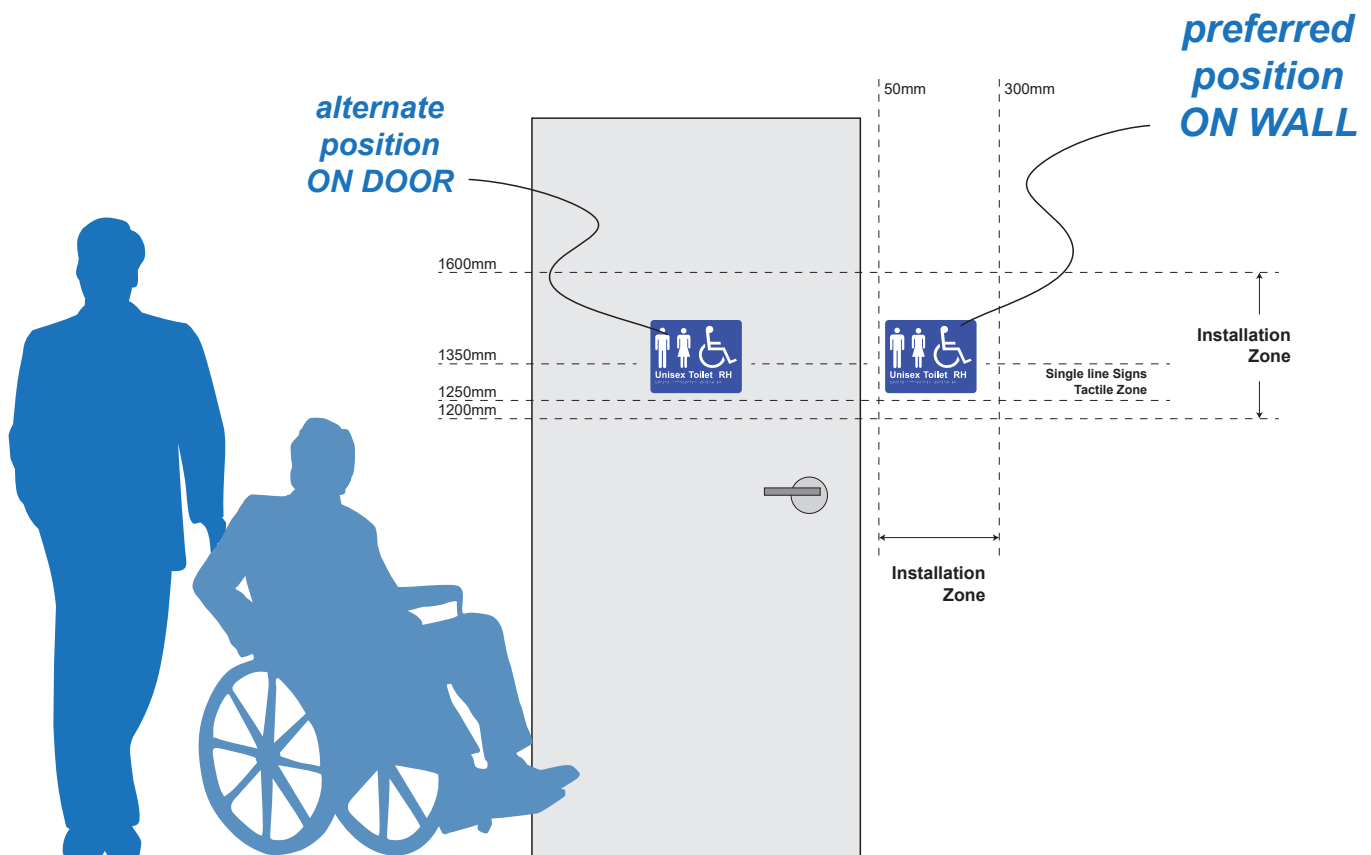 preferred
position
ON WALL
50mm
300mm
alternate
position
ON DOOR
1600mm
Installation
Zone
1350mm
Unisex Toilet RH
Unisex Toilet RH
Single line Signs
Tactile Zone
1250mm
1200mm
Installation
Zone